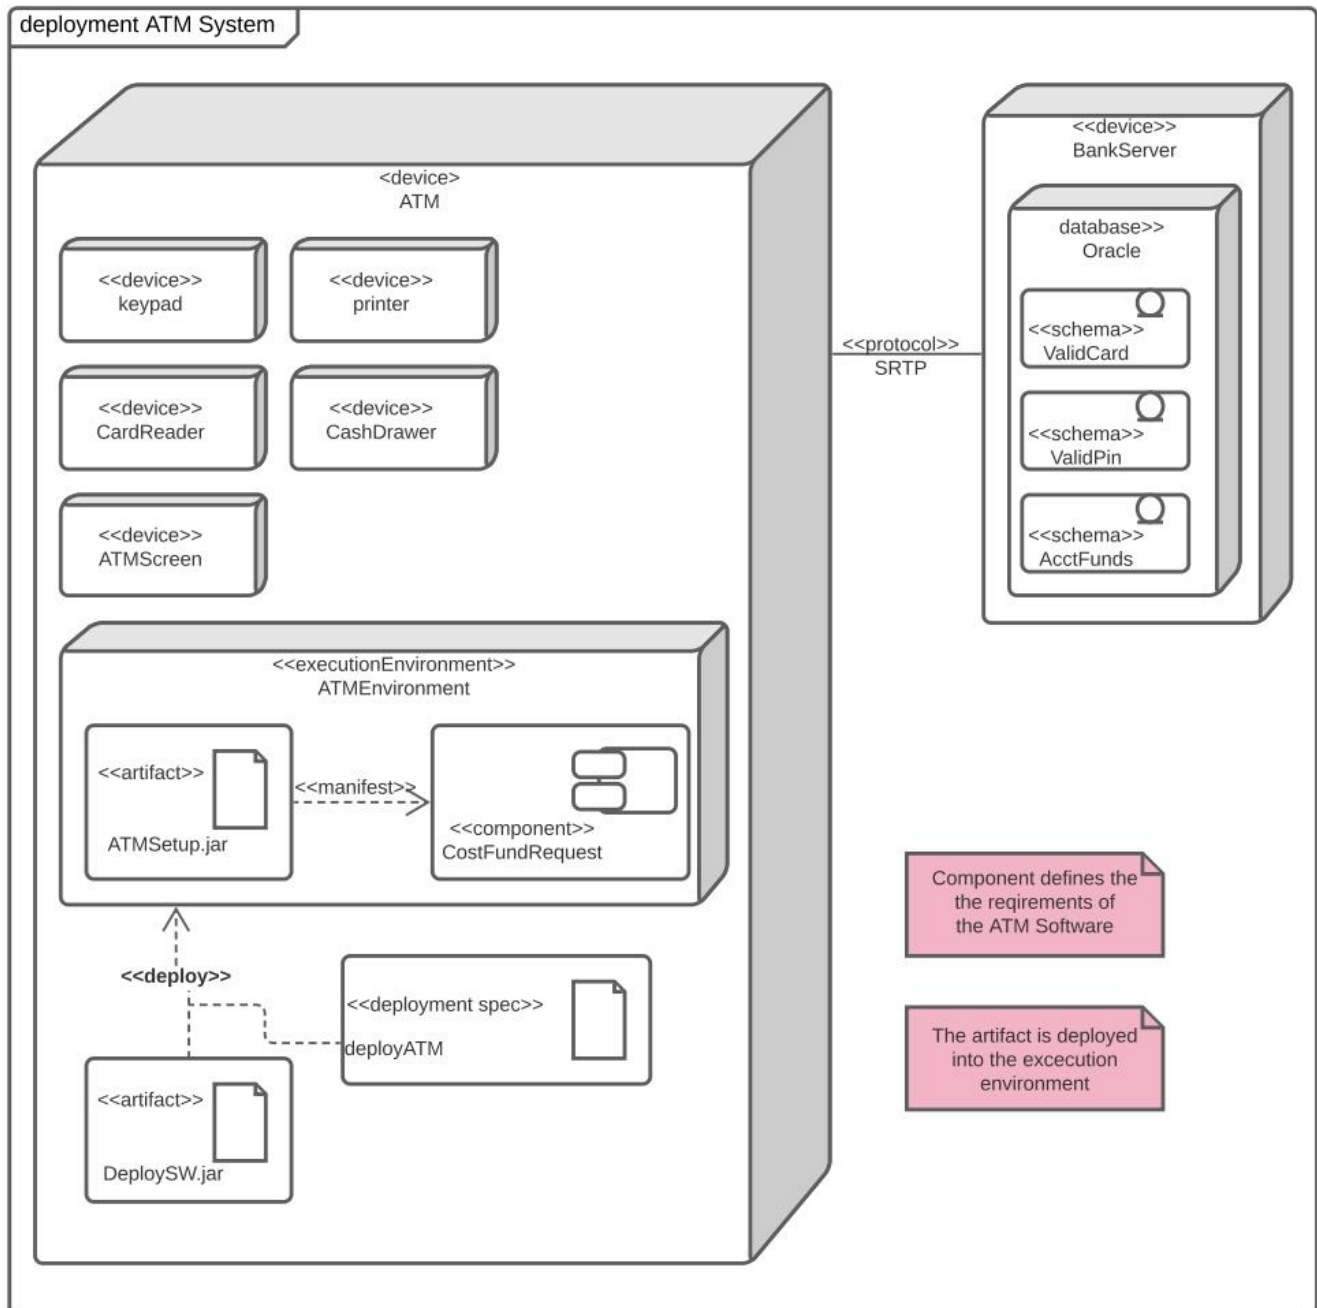 deployment ATM System
<device>
ATM
<<device>>
keypad
<<device>>
printer
<<device>>
CardReader
<<device>>
CashDrawer
<<device>>
ATMScreen
<<executionEnvironment>>
ATMEnvironment
<<artifact>>
ATMSetup.jar
<<manifest>>
<<component>>
CostFundRequest
<<deploy>>
<<deployment spec>>
deployATM
<<artifact>>
DeploySW.jar
<<protocol>>
SRTP
<<device>>
BankServer
database>>
Oracle
<<schema>>
ValidCard
<<schema>>
ValidPin
<<schema>>
AcctFunds
Component defines the
the reqirements of
the ATM Software
The artifact is deployed
into the excecution
environment